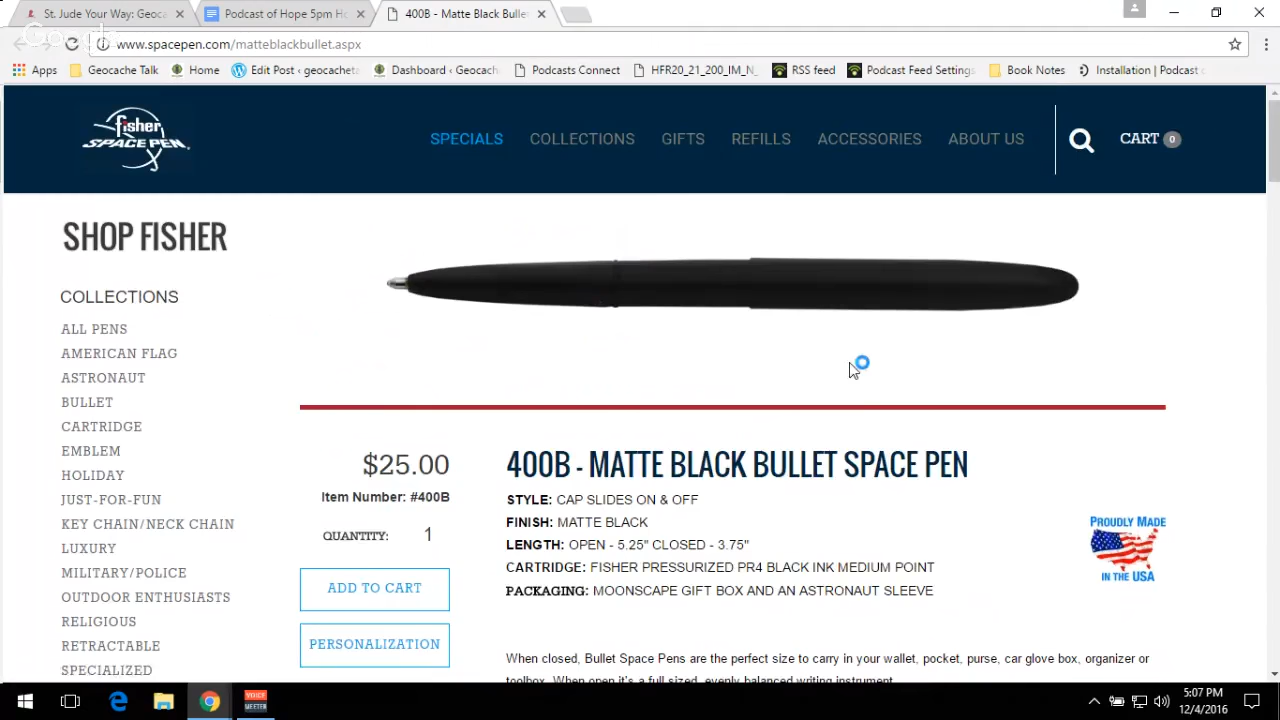 St. Jude Your Way: Geoca
Podcast of Hope 5pm Ho
400B - Matte Black Bulle
Google
www.spacepen.com/matteblackbullet.aspx
Apps
Geocache Talk
Home
Edit Post ‹ geocachet
Dashboard ‹ Geocach
Podcasts Connect
HFR20_21_200_IM_N_
RSS feed
Podcast Feed Settings
Book Notes
Installation | Podcast c
fisher
SPACE PEN
SPECIALS
COLLECTIONS
GIFTS
REFILLS
ACCESSORIES
ABOUT US
CART 0
SHOP FISHER
COLLECTIONS
ALL PENS
AMERICAN FLAG
ASTRONAUT
BULLET
CARTRIDGE
EMBLEM
HOLIDAY
JUST-FOR-FUN
KEY CHAIN/NECK CHAIN
LUXURY
MILITARY/POLICE
OUTDOOR ENTHUSIASTS
RELIGIOUS
RETRACTABLE
SPECIALIZED
$25.00
Item Number: #400B
QUANTITY: 1
ADD TO CART
PERSONALIZATION
400B - MATTE BLACK BULLET SPACE PEN
STYLE: CAP SLIDES ON & OFF
FINISH: MATTE BLACK
LENGTH: OPEN - 5.25" CLOSED - 3.75"
CARTRIDGE: FISHER PRESSURIZED PR4 BLACK INK MEDIUM POINT
PACKAGING: MOONSCAPE GIFT BOX AND AN ASTRONAUT SLEEVE
PROUDLY MADE
IN THE USA
When closed, Bullet Space Pens are the perfect size to carry in your wallet, pocket, purse, car glove box, organizer or
toolbox. When open it's a full sized, evenly balanced writing instrument.
VOICE
MEETER
5:07 PM
12/4/2016